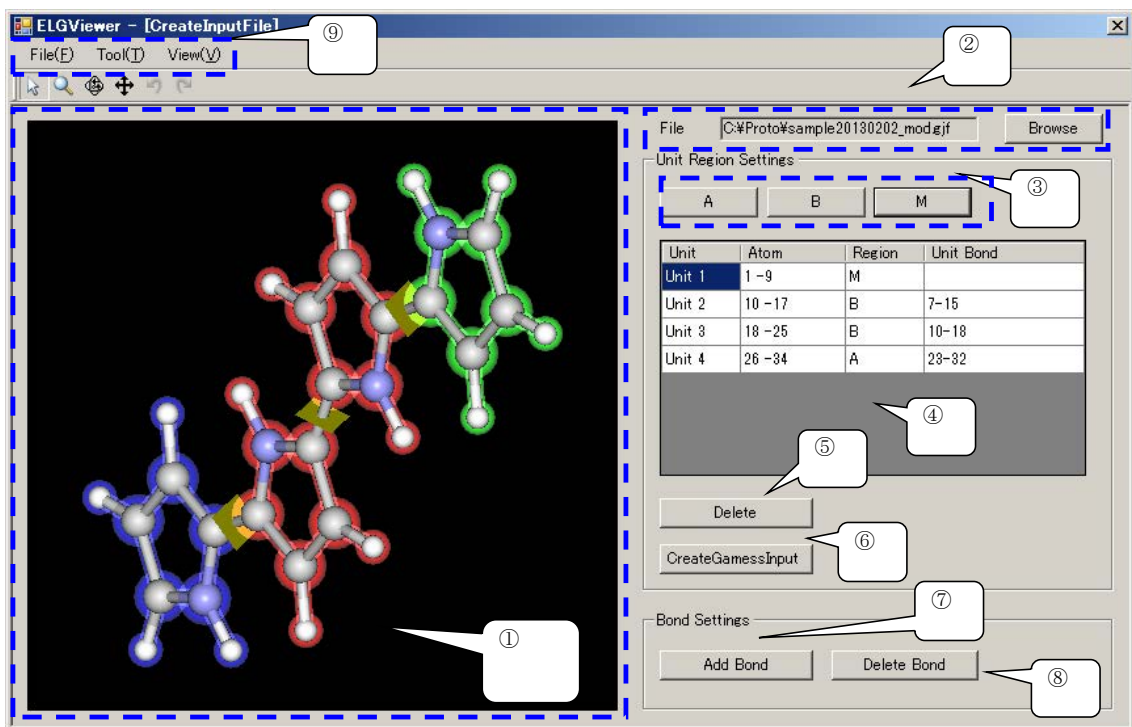 ELGViewer - [CreateInputFile]
⑨
File(F) Tool(T) View(V)
②
File C:¥Proto¥sample20130202_mod.gjf Browse
Unit Region Settings
③
A B M
Unit Atom Region Unit Bond
Unit 1 1 -9 M
Unit 2 10 -17 B 7-15
Unit 3 18 -25 B 10-18
Unit 4 26 -34 A 23-32
④
⑤
Delete
⑥
CreateGamessInput
⑦
Bond Settings
①
Add Bond Delete Bond
⑧